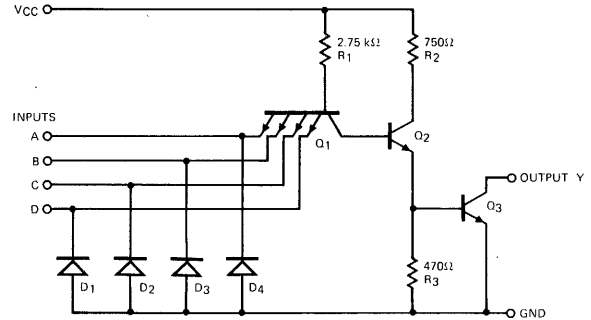 VCC
2.75 kΩ
R1
750Ω
R2
INPUTS
A
B
C
D
Q1
Q2
Q3
OUTPUT Y
D1
D2
D3
D4
470Ω
R3
GND